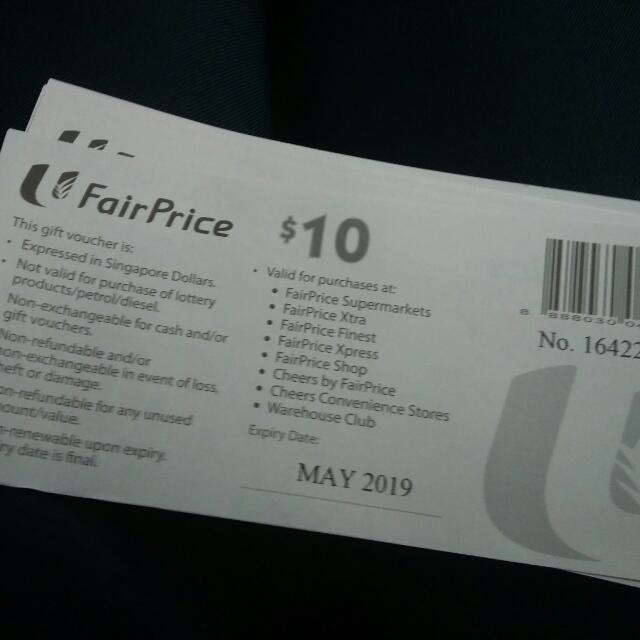 FairPrice
This gift voucher is:
• Expressed in Singapore Dollars.
• Not valid for purchase of lottery
products/petrol/diesel.
Non-exchangeable for cash and/or
gift vouchers.
Non-refundable and/or
non-exchangeable in event of loss,
theft or damage.
non-refundable for any unused
amount/value.
non-renewable upon expiry.
ry date is final.
$10
• Valid for purchases at:
• FairPrice Supermarkets
• FairPrice Xtra
• FairPrice Finest
• FairPrice Xpress
• FairPrice Shop
• Cheers by FairPrice
• Cheers Convenience Stores
• Warehouse Club
Expiry Date:
MAY 2019
No. 16422